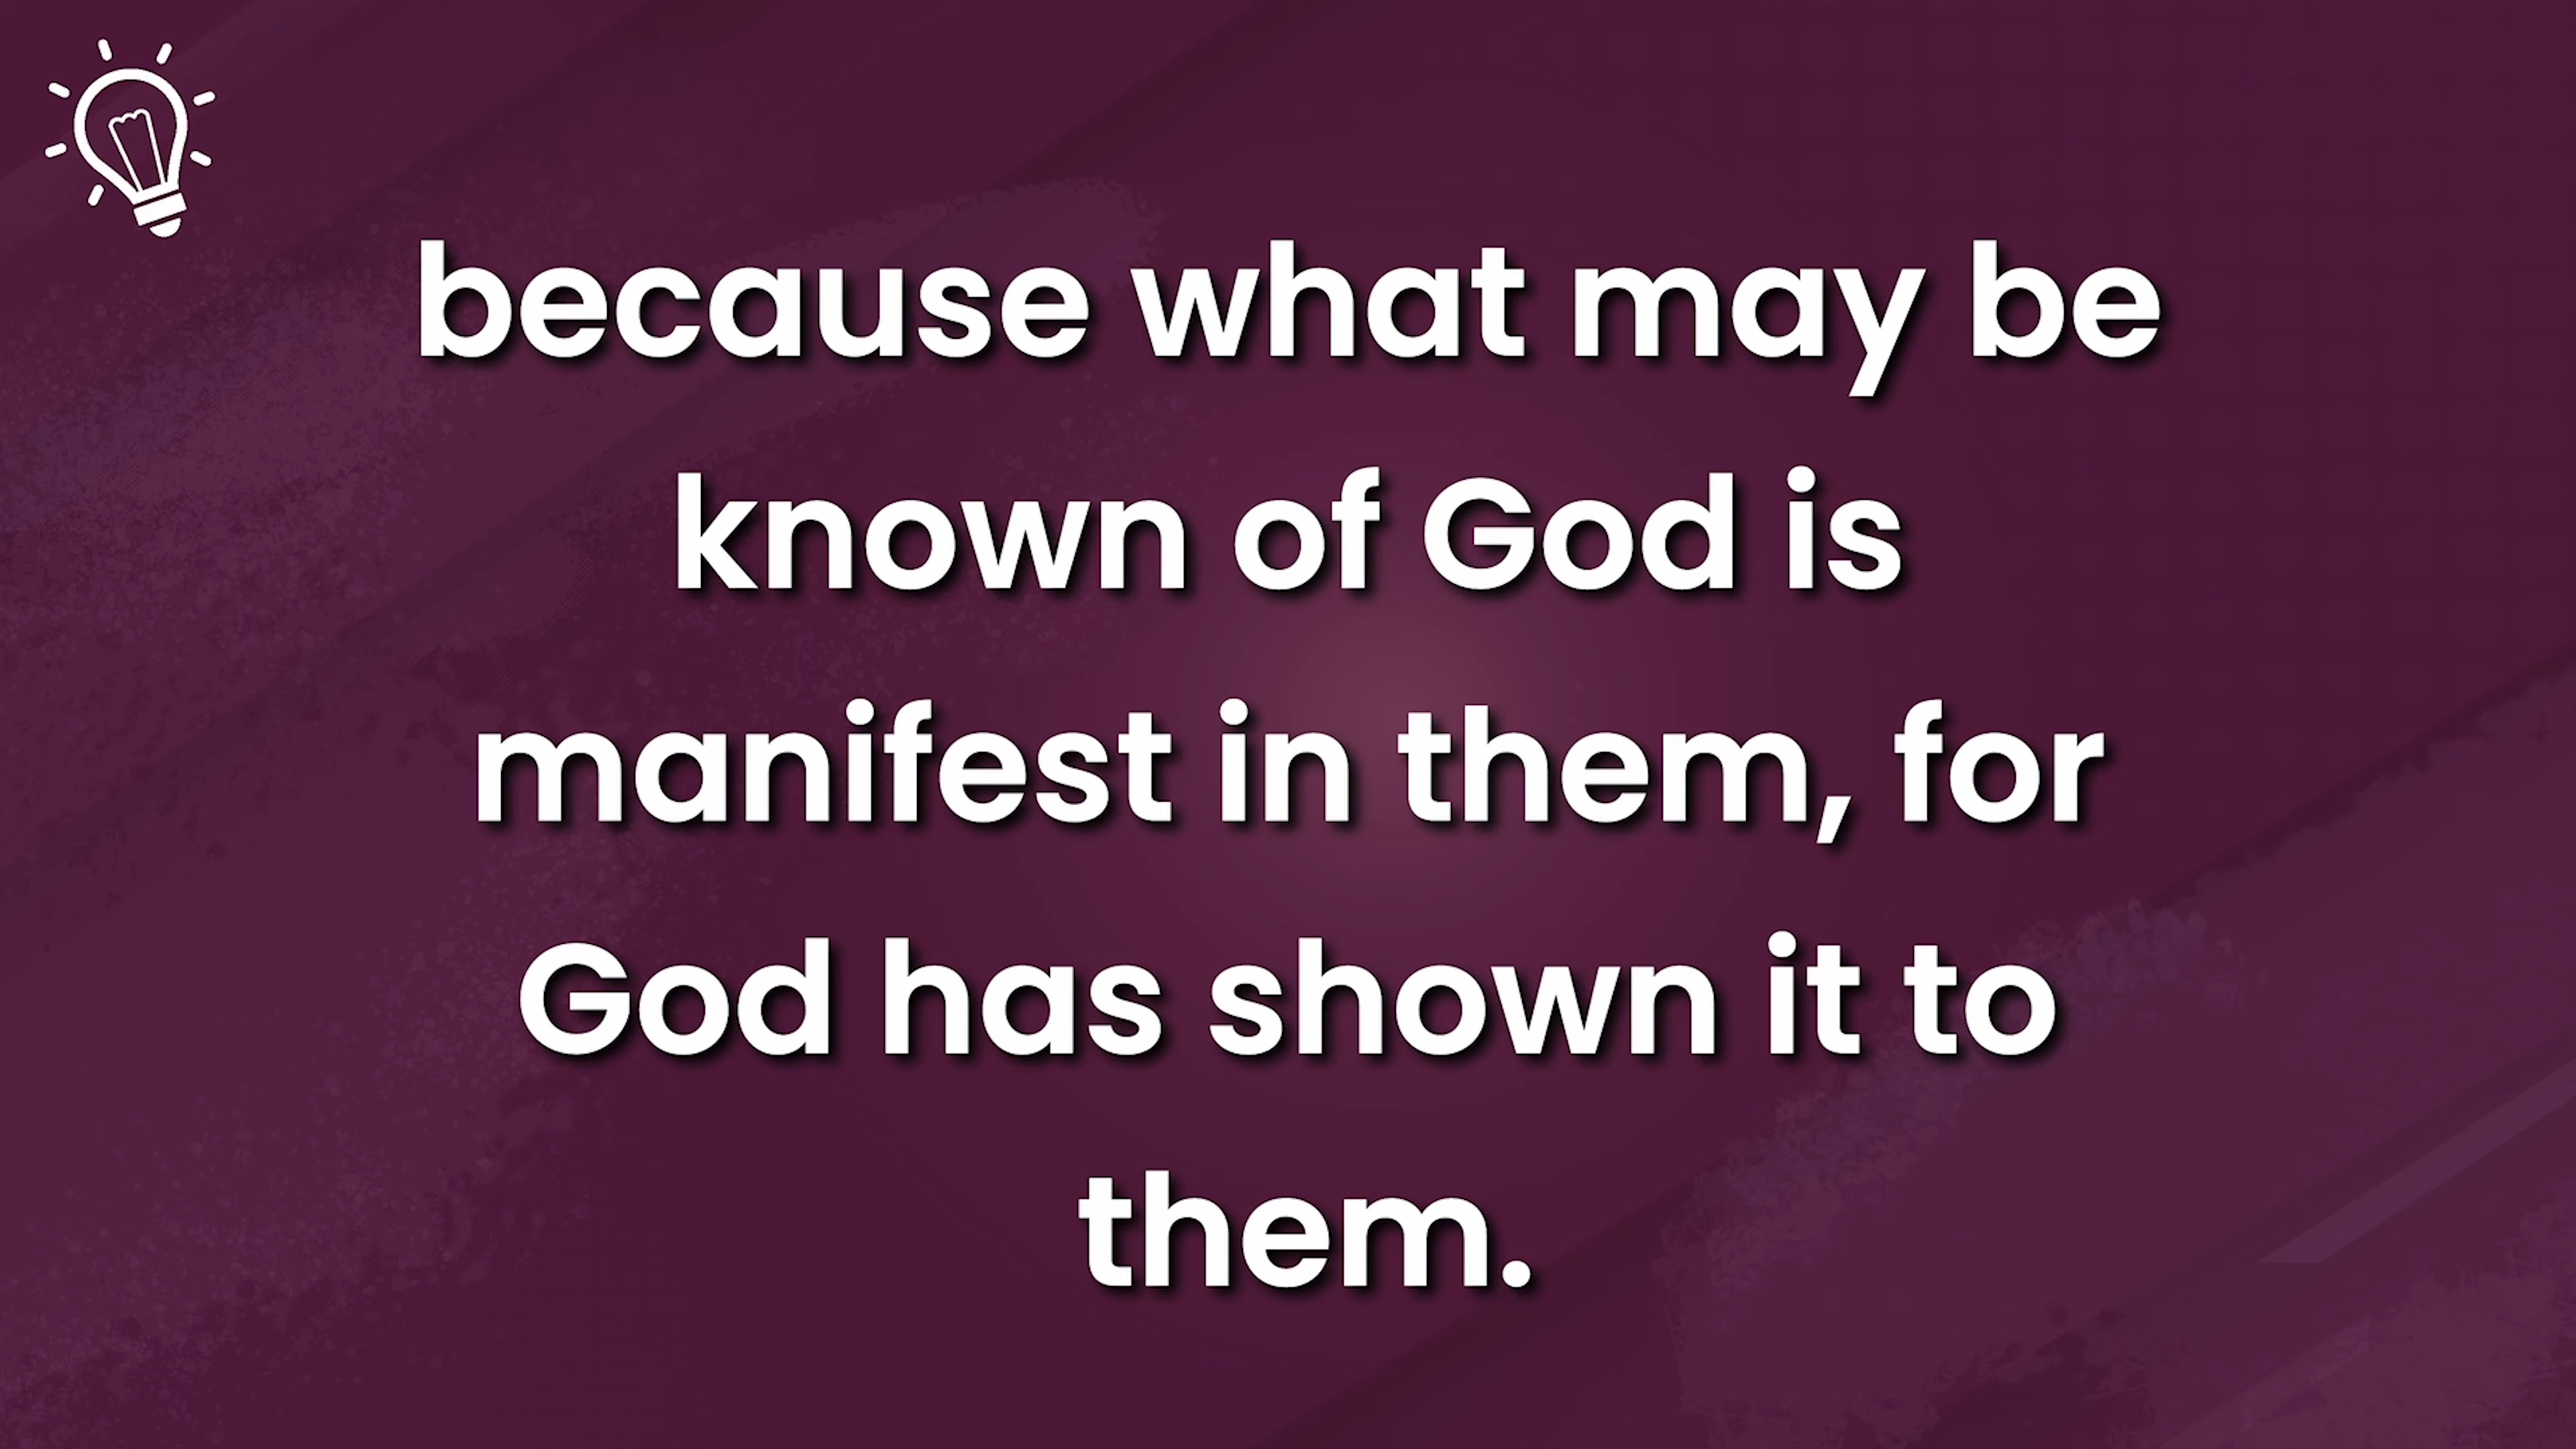 because what may be
known of God is
manifest in them, for
God has shown it to
them.